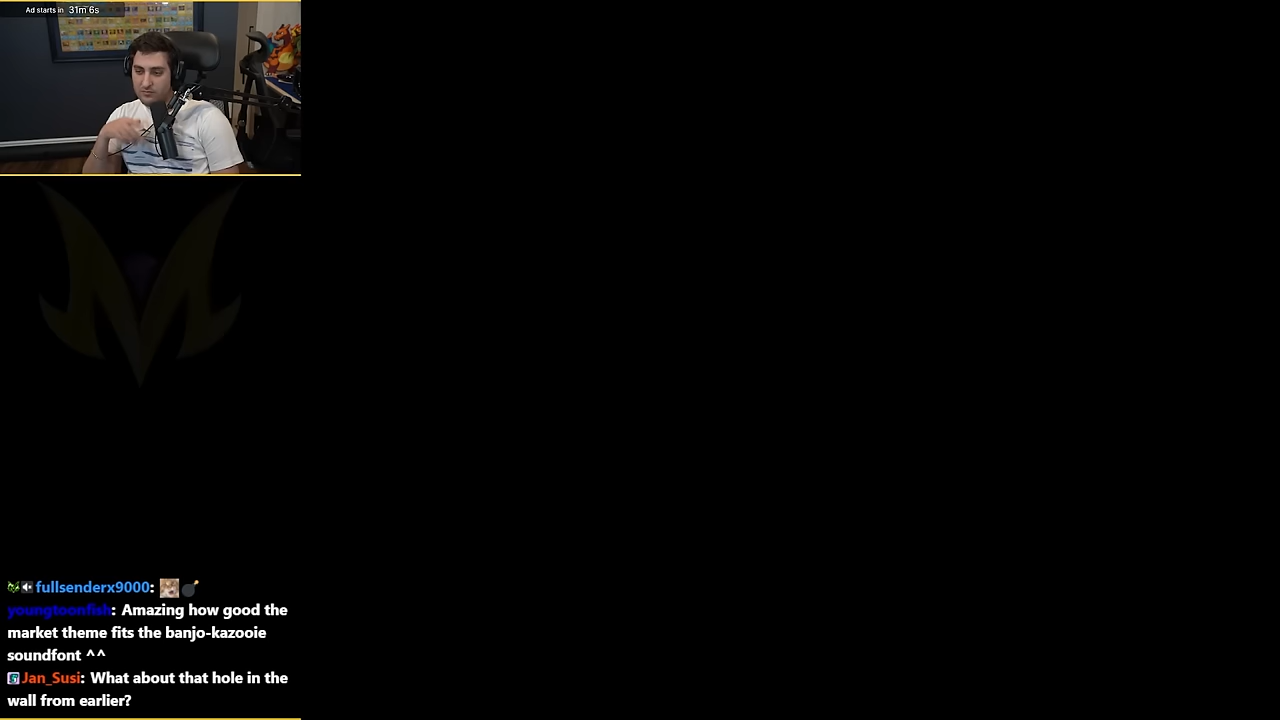 Ad starts in 31m 6s
fullsenderx9000:
youngtoonfish: Amazing how good the
market theme fits the banjo-kazooie
soundfont ^^
Jan_Susi: What about that hole in the
wall from earlier?